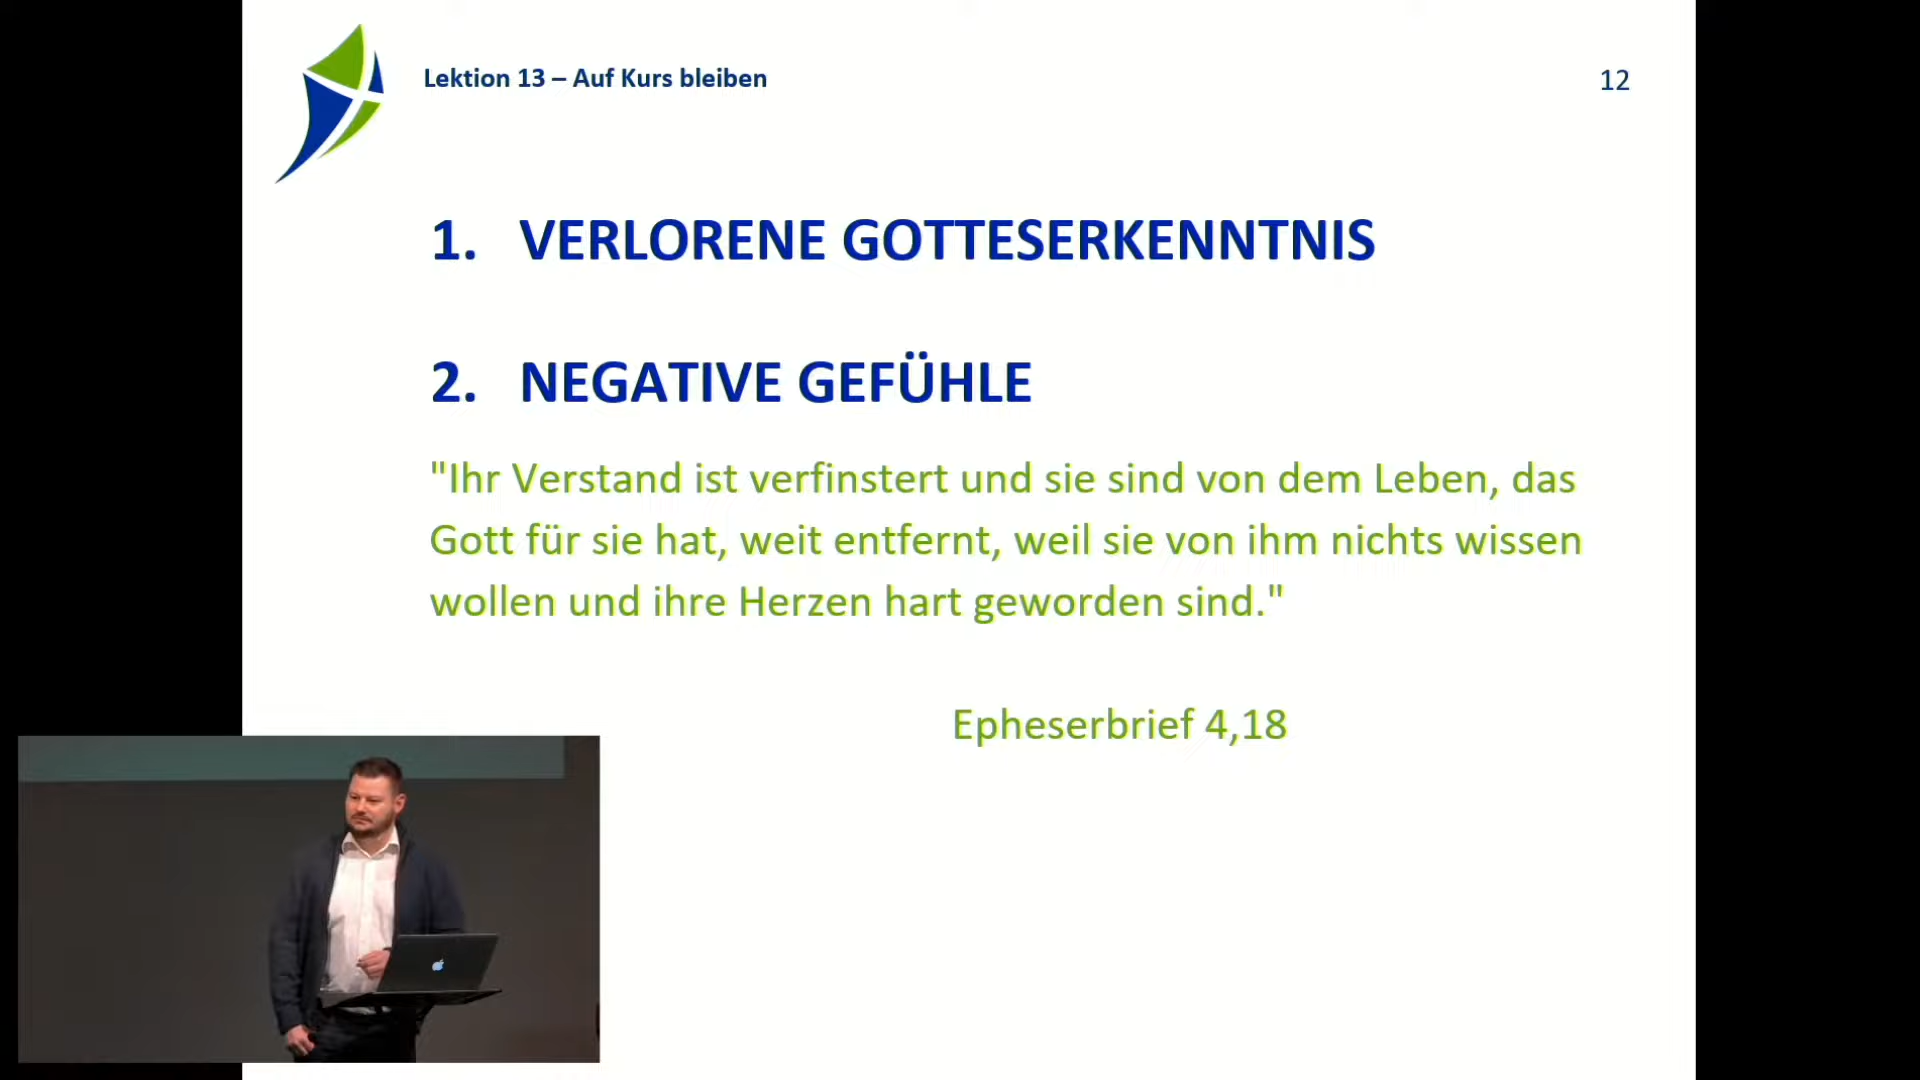 Lektion 13 – Auf Kurs bleiben
12
1. VERLORENE GOTTESERKENNTNIS
2. NEGATIVE GEFÜHLE
"Ihr Verstand ist verfinstert und sie sind von dem Leben, das
Gott für sie hat, weit entfernt, weil sie von ihm nichts wissen
wollen und ihre Herzen hart geworden sind."
Epheserbrief 4,18